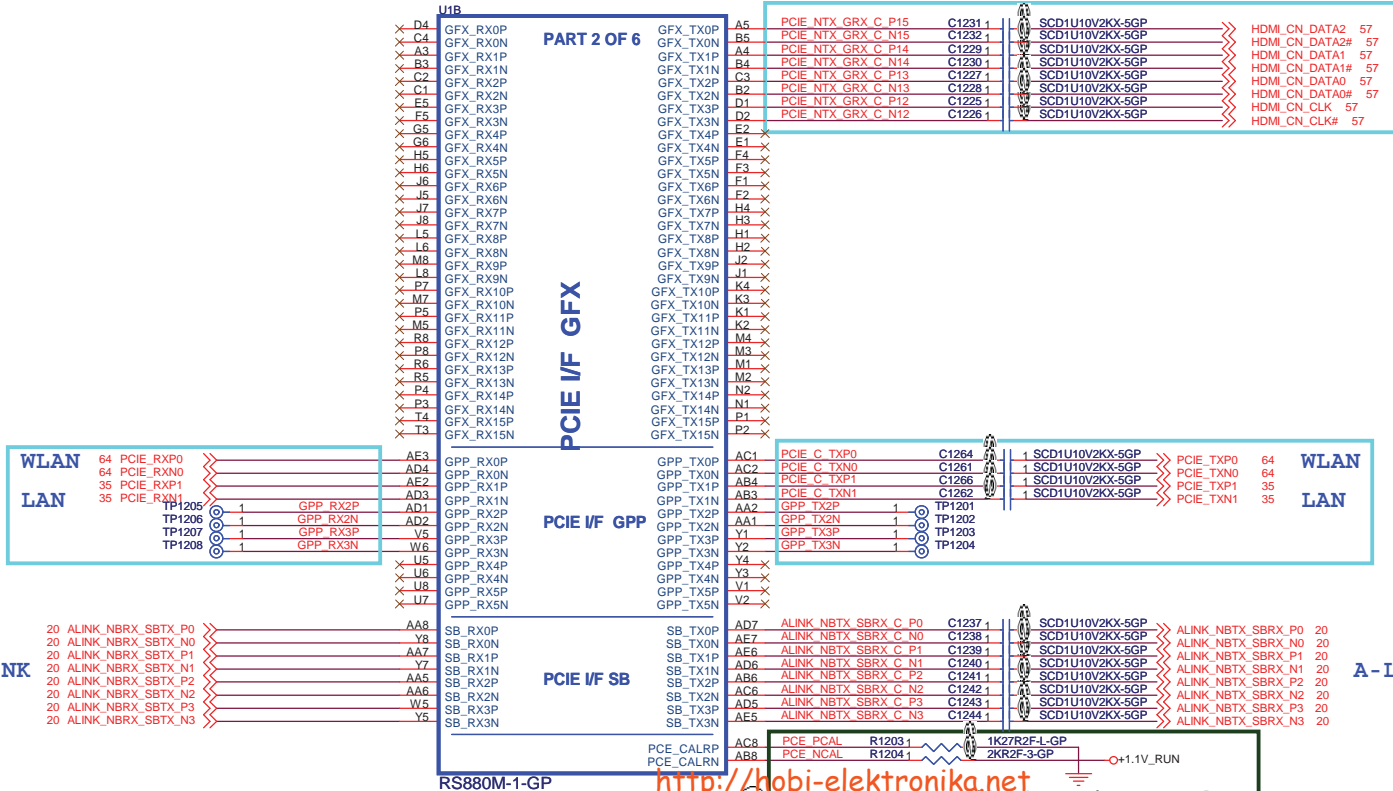 U1B
PART 2 OF 6
D4 GFX_RX0P GFX_TX0P A5 PCIE_NTX_GRX_C_P15 C1231 1 SCD1U10V2KX-5GP HDMI_CN_DATA2 57
C4 GFX_RX0N GFX_TX0N B5 PCIE_NTX_GRX_C_N15 C1232 1 SCD1U10V2KX-5GP HDMI_CN_DATA2# 57
A3 GFX_RX1P GFX_TX1P A4 PCIE_NTX_GRX_C_P14 C1229 1 SCD1U10V2KX-5GP HDMI_CN_DATA1 57
B3 GFX_RX1N GFX_TX1N B4 PCIE_NTX_GRX_C_N14 C1230 1 SCD1U10V2KX-5GP HDMI_CN_DATA1# 57
C2 GFX_RX2P GFX_TX2P C3 PCIE_NTX_GRX_C_P13 C1227 1 SCD1U10V2KX-5GP HDMI_CN_DATA0 57
C1 GFX_RX2N GFX_TX2N B2 PCIE_NTX_GRX_C_N13 C1228 1 SCD1U10V2KX-5GP HDMI_CN_DATA0# 57
E5 GFX_RX3P GFX_TX3P D1 PCIE_NTX_GRX_C_P12 C1225 1 SCD1U10V2KX-5GP HDMI_CN_CLK 57
F5 GFX_RX3N GFX_TX3N D2 PCIE_NTX_GRX_C_N12 C1226 1 SCD1U10V2KX-5GP HDMI_CN_CLK# 57
G5 GFX_RX4P GFX_TX4P E2
G6 GFX_RX4N GFX_TX4N E1
H5 GFX_RX5P GFX_TX5P F4
H6 GFX_RX5N GFX_TX5N F3
J6 GFX_RX6P GFX_TX6P F1
J5 GFX_RX6N GFX_TX6N F2
J7 GFX_RX7P GFX_TX7P H4
J8 GFX_RX7N GFX_TX7N H3
L5 GFX_RX8P GFX_TX8P H1
L6 GFX_RX8N GFX_TX8N H2
M8 GFX_RX9P GFX_TX9P J2
L8 GFX_RX9N GFX_TX9N J1
P7 GFX_RX10P GFX_TX10P K4
M7 GFX_RX10N GFX_TX10N K3
P5 GFX_RX11P GFX_TX11P K1
M5 GFX_RX11N GFX_TX11N K2
R8 GFX_RX12P GFX_TX12P M4
P8 GFX_RX12N GFX_TX12N M3
R6 GFX_RX13P GFX_TX13P M1
R5 GFX_RX13N GFX_TX13N M2
P4 GFX_RX14P GFX_TX14P N2
P3 GFX_RX14N GFX_TX14N N1
T4 GFX_RX15P GFX_TX15P P1
T3 GFX_RX15N GFX_TX15N P2
PCIE I/F GFX
WLAN
64 PCIE_RXP0 AE3 GPP_RX0P GPP_TX0P AC1 PCIE_C_TXP0 C1264 1 SCD1U10V2KX-5GP PCIE_TXP0 64
64 PCIE_RXN0 AD4 GPP_RX0N GPP_TX0N AC2 PCIE_C_TXN0 C1261 1 SCD1U10V2KX-5GP PCIE_TXN0 64
WLAN
LAN
35 PCIE_RXP1 AE2 GPP_RX1P GPP_TX1P AB4 PCIE_C_TXP1 C1266 1 SCD1U10V2KX-5GP PCIE_TXP1 35
35 PCIE_RXN1 AD3 GPP_RX1N GPP_TX1N AB3 PCIE_C_TXN1 C1262 1 SCD1U10V2KX-5GP PCIE_TXN1 35
LAN
TP1205 1 GPP_RX2P AD1 GPP_RX2P GPP_TX2P AA2 GPP_TX2P 1 TP1201
TP1206 1 GPP_RX2N AD2 GPP_RX2N GPP_TX2N AA1 GPP_TX2N 1 TP1202
TP1207 1 GPP_RX3P V5 GPP_RX3P GPP_TX3P Y1 GPP_TX3P 1 TP1203
TP1208 1 GPP_RX3N W6 GPP_RX3N GPP_TX3N Y2 GPP_TX3N 1 TP1204
PCIE I/F GPP
U5 GPP_RX4P GPP_TX4P Y4
U6 GPP_RX4N GPP_TX4N Y3
U8 GPP_RX5P GPP_TX5P V1
U7 GPP_RX5N GPP_TX5N V2
20 ALINK_NBRX_SBTX_P0 AA8 SB_RX0P SB_TX0P AD7 ALINK_NBTX_SBRX_C_P0 C1237 1 SCD1U10V2KX-5GP ALINK_NBTX_SBRX_P0 20
20 ALINK_NBRX_SBTX_N0 Y8 SB_RX0N SB_TX0N AE7 ALINK_NBTX_SBRX_C_N0 C1238 1 SCD1U10V2KX-5GP ALINK_NBTX_SBRX_N0 20
20 ALINK_NBRX_SBTX_P1 AA7 SB_RX1P SB_TX1P AE6 ALINK_NBTX_SBRX_C_P1 C1239 1 SCD1U10V2KX-5GP ALINK_NBTX_SBRX_P1 20
20 ALINK_NBRX_SBTX_N1 Y7 SB_RX1N SB_TX1N AD6 ALINK_NBTX_SBRX_C_N1 C1240 1 SCD1U10V2KX-5GP ALINK_NBTX_SBRX_N1 20
20 ALINK_NBRX_SBTX_P2 AA5 SB_RX2P SB_TX2P AB6 ALINK_NBTX_SBRX_C_P2 C1241 1 SCD1U10V2KX-5GP ALINK_NBTX_SBRX_P2 20
20 ALINK_NBRX_SBTX_N2 AA6 SB_RX2N SB_TX2N AC6 ALINK_NBTX_SBRX_C_N2 C1242 1 SCD1U10V2KX-5GP ALINK_NBTX_SBRX_N2 20
20 ALINK_NBRX_SBTX_P3 W5 SB_RX3P SB_TX3P AD5 ALINK_NBTX_SBRX_C_P3 C1243 1 SCD1U10V2KX-5GP ALINK_NBTX_SBRX_P3 20
20 ALINK_NBRX_SBTX_N3 Y5 SB_RX3N SB_TX3N AE5 ALINK_NBTX_SBRX_C_N3 C1244 1 SCD1U10V2KX-5GP ALINK_NBTX_SBRX_N3 20
NK
PCIE I/F SB
A-L
PCE_CALRP AC8 PCE_PCAL R1203 1 1K27R2F-L-GP
PCE_CALRN AB8 PCE_NCAL R1204 1 2KR2F-3-GP +1.1V_RUN
RS880M-1-GP
http://hobi-elektronika.net